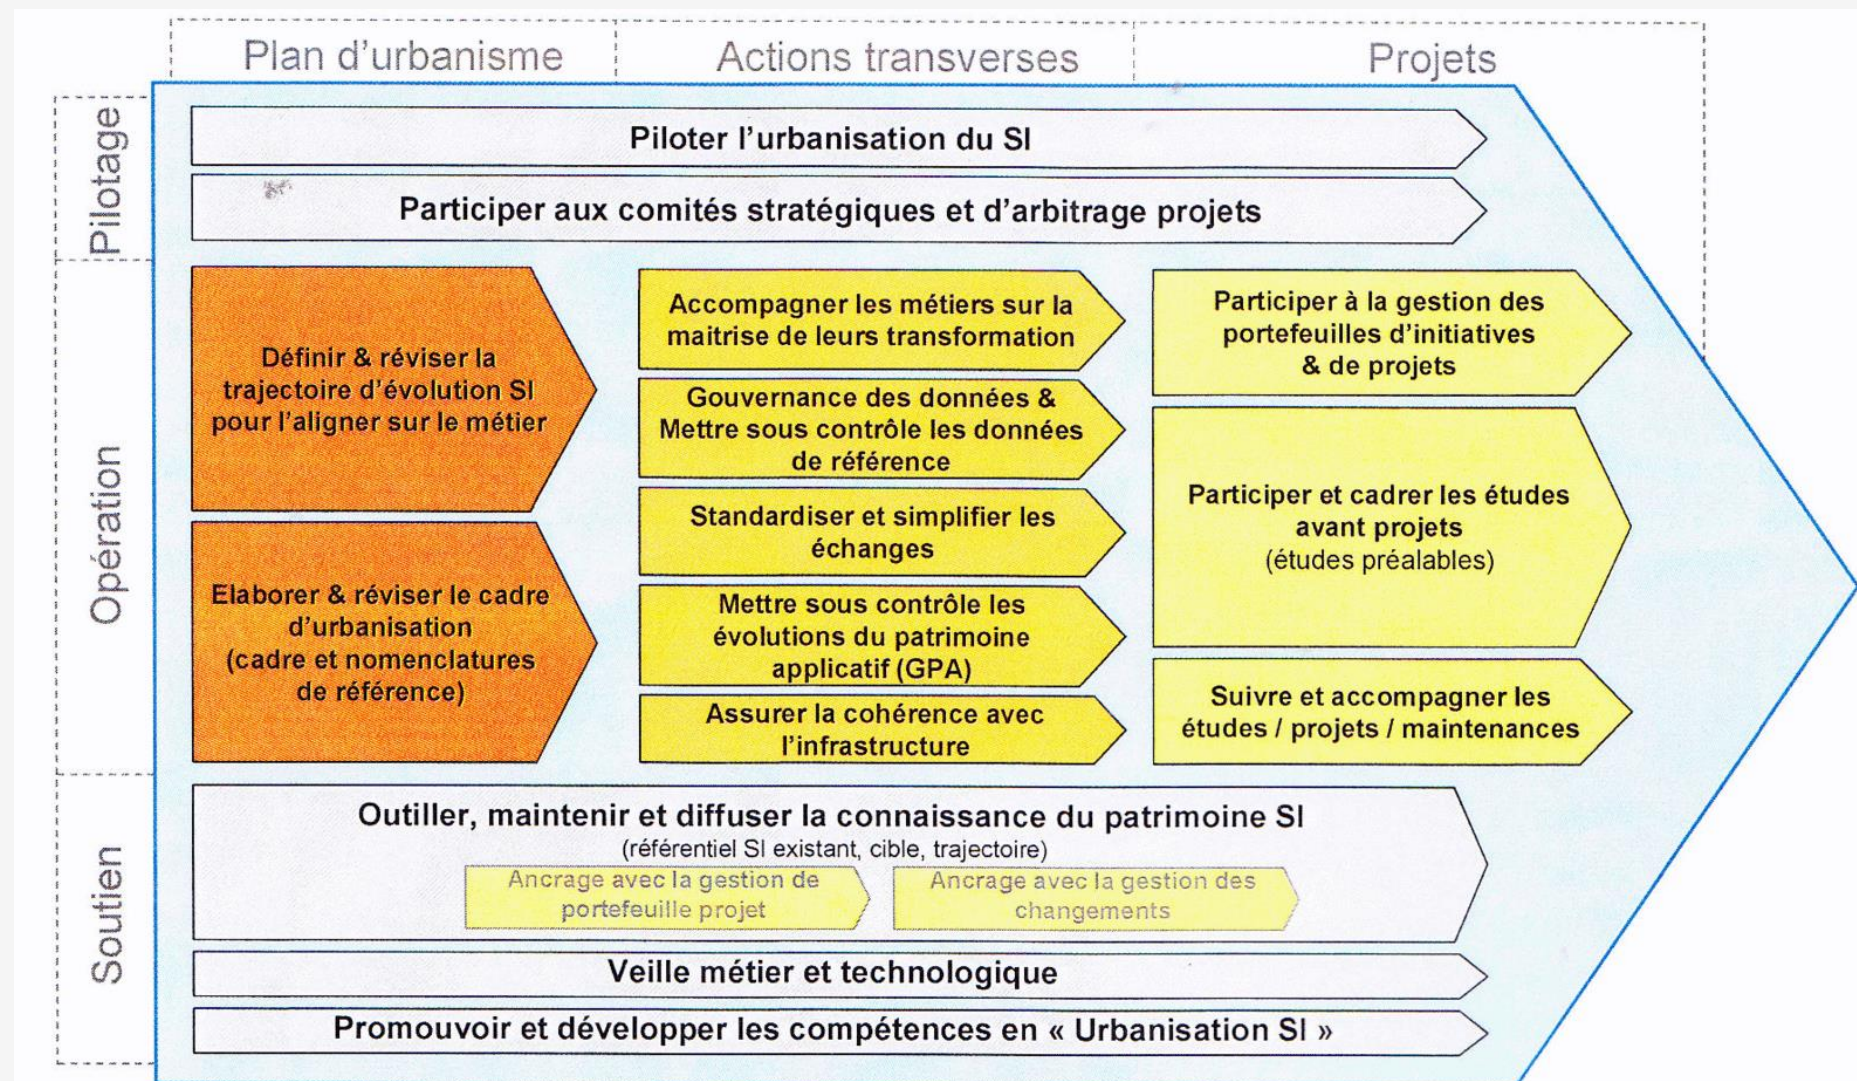 Plan d'urbanisme
Actions transverses
Projets
Pilotage
Piloter l'urbanisation du SI
Participer aux comités stratégiques et d'arbitrage projets
Opération
Définir & réviser la
trajectoire d'évolution SI
pour l'aligner sur le métier
Elaborer & réviser le cadre
d'urbanisation
(cadre et nomenclatures
de référence)
Accompagner les métiers sur la
maitrise de leurs transformation
Gouvernance des données &
Mettre sous contrôle les données
de référence
Standardiser et simplifier les
échanges
Mettre sous contrôle les
évolutions du patrimoine
applicatif (GPA)
Assurer la cohérence avec
l'infrastructure
Participer à la gestion des
portefeuilles d'initiatives
& de projets
Participer et cadrer les études
avant projets
(études préalables)
Suivre et accompagner les
études / projets / maintenances
Soutien
Outiller, maintenir et diffuser la connaissance du patrimoine SI
(référentiel SI existant, cible, trajectoire)
Ancrage avec la gestion de
portefeuille projet
Ancrage avec la gestion des
changements
Veille métier et technologique
Promouvoir et développer les compétences en « Urbanisation SI »